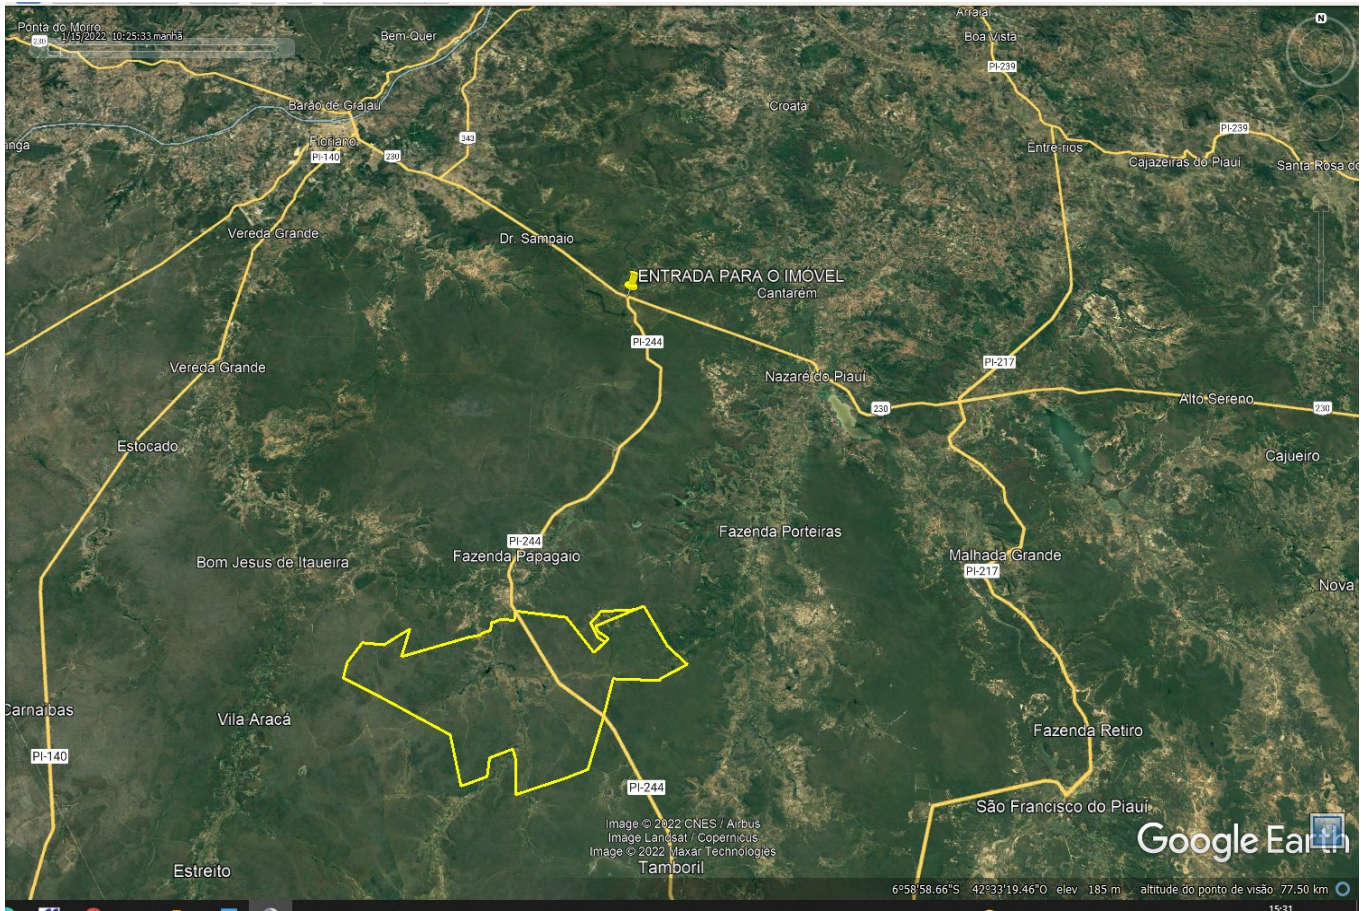 Ponta do Morro
230
1/15/2022 10:25:33 manhã
Bem-Quer
Arraial
Boa Vista
N
PI-239
Barão de Grajaú
Croatá
Floriano
PI-140
230
343
Entre-rios
PI-239
Cajazeiras do Piauí
Santa Rosa do
anga
Vereda Grande
Dr. Sampaio
ENTRADA PARA O IMÓVEL
Cantarém
PI-244
Vereda Grande
Nazaré do Piauí
PI-217
230
Alto Sereno
230
Estocado
Cajueiro
PI-244
Fazenda Papagaio
Fazenda Porteiras
Bom Jesus de Itaueira
Malhada Grande
PI-217
Nova
Carnaíbas
Vila Aracá
PI-140
Fazenda Retiro
PI-244
São Francisco do Piauí
Image © 2022 CNES / Airbus
Image Landsat / Copernicus
Image © 2022 Maxar Technologies
Tamboril
Google Earth
Estreito
6°58'58.66"S 42°33'19.46"O elev 185 m altitude do ponto de visão 77.50 km
15:31